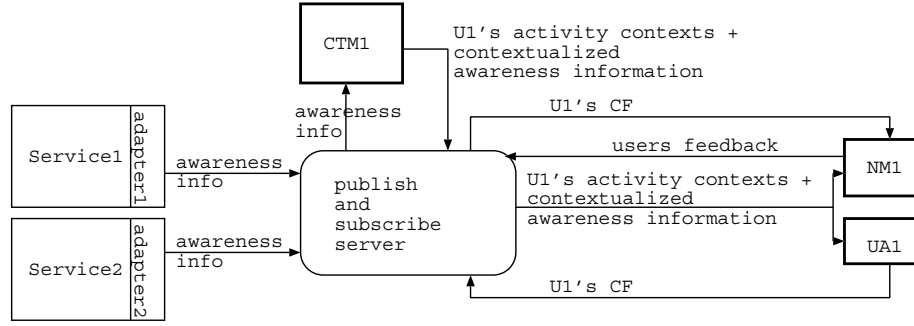 CTM1
U1's activity contexts +
contextualized
awareness information
awareness
info
U1's CF
users feedback
Service1
adapter1
awareness
info
publish
and
subscribe
server
U1's activity contexts +
contextualized
awareness information
NM1
Service2
adapter2
awareness
info
UA1
U1's CF